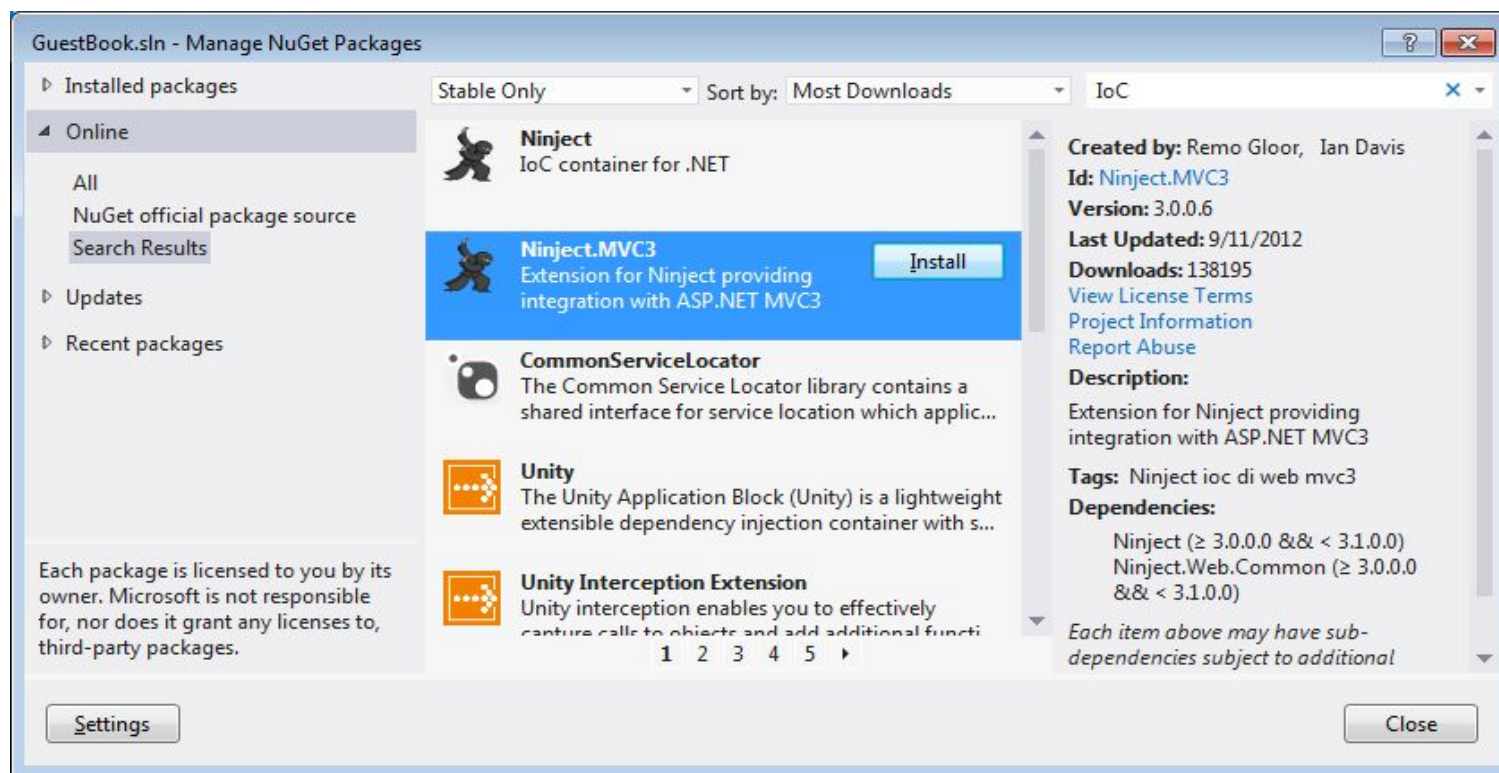 GuestBook.sln - Manage NuGet Packages
Installed packages
Online
All
NuGet official package source
Search Results
Updates
Recent packages
Each package is licensed to you by its
owner. Microsoft is not responsible
for, nor does it grant any licenses to,
third-party packages.
Stable Only
Sort by: Most Downloads
Ninject
IoC container for .NET
Ninject.MVC3
Extension for Ninject providing
integration with ASP.NET MVC3
Install
CommonServiceLocator
The Common Service Locator library contains a
shared interface for service location which applic...
Unity
The Unity Application Block (Unity) is a lightweight
extensible dependency injection container with s...
Unity Interception Extension
Unity interception enables you to effectively
capture calls to objects and add additional functi
1 2 3 4 5
IoC
Created by: Remo Gloor, Ian Davis
Id: Ninject.MVC3
Version: 3.0.0.6
Last Updated: 9/11/2012
Downloads: 138195
View License Terms
Project Information
Report Abuse
Description:
Extension for Ninject providing
integration with ASP.NET MVC3
Tags: Ninject ioc di web mvc3
Dependencies:
Ninject (≥ 3.0.0.0 && < 3.1.0.0)
Ninject.Web.Common (≥ 3.0.0.0
&& < 3.1.0.0)
Each item above may have sub-
dependencies subject to additional
Settings
Close